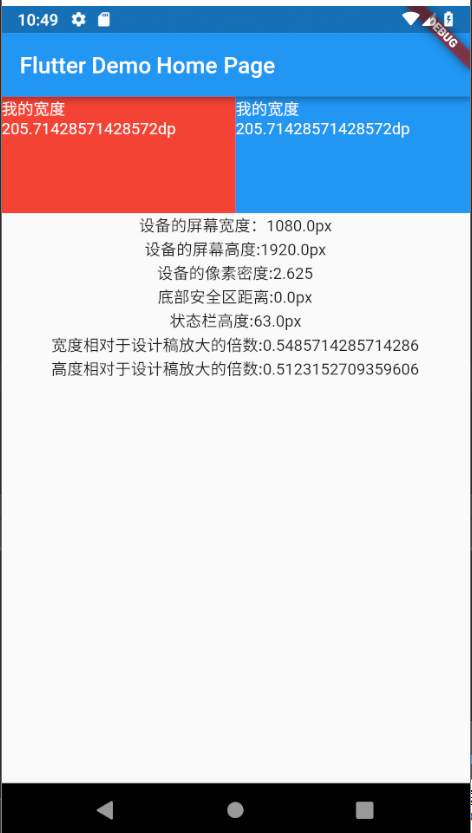 10:49
DEBUG
Flutter Demo Home Page
我的宽度
205.71428571428572dp
我的宽度
205.71428571428572dp
设备的屏幕宽度：1080.0px
设备的屏幕高度:1920.0px
设备的像素密度:2.625
底部安全区距离:0.0px
状态栏高度:63.0px
宽度相对于设计稿放大的倍数:0.5485714285714286
高度相对于设计稿放大的倍数:0.5123152709359606